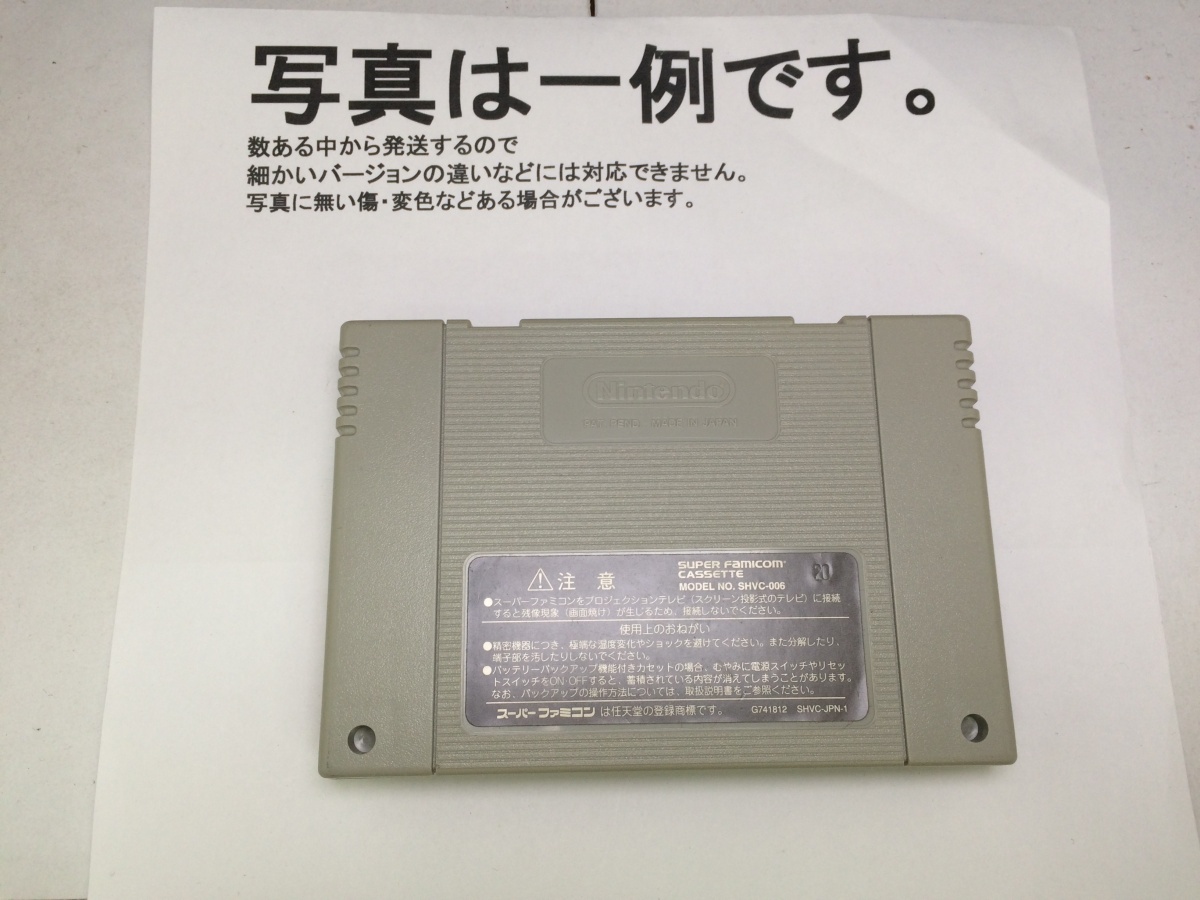 写真は一例です。
数ある中から発送するので
細かいバージョンの違いなどには対応できません。
写真に無い傷・変色などある場合がございます。
Nintendo
PAT. PEND. MADE IN JAPAN
注意
SUPER FAMICOM
CASSETTE
MODEL NO. SHVC-006
20
●スーパーファミコンをプロジェクションテレビ(スクリーン投影式のテレビ)に接続
すると残像現象(画面焼け)が生じるため、接続しないでください。
使用上のおねがい
●精密機器につき、極端な温度変化やショックを避けてください。また分解したり、
端子部を汚したりしないでください。
●バッテリーバックアップ機能付きカセットの場合、むやみに電源スイッチやリセッ
トスイッチをON OFFすると、蓄積されている内容が消えてしまうことがあります。
なお、バックアップの操作方法については、取扱説明書をご参照ください。
スーパーファミコン は任天堂の登録商標です。 G741812 SHVC-JPN-1